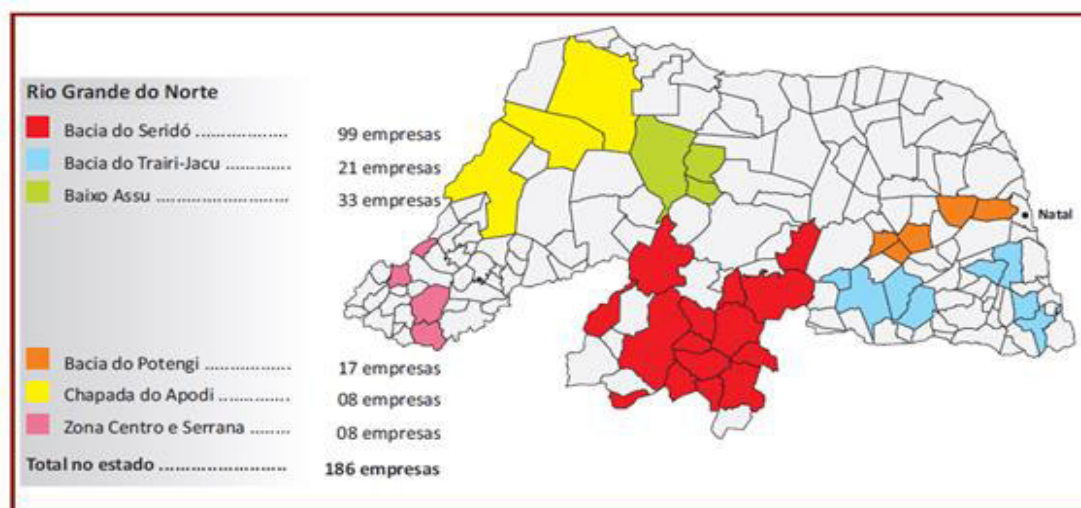 Rio Grande do Norte
Bacia do Seridó .................. 99 empresas
Bacia do Trairi-Jacu ............... 21 empresas
Baixo Assu ......................... 33 empresas
Natal
Bacia do Potengi .............. 17 empresas
Chapada do Apodi .............. 08 empresas
Zona Centro e Serrana ........ 08 empresas
Total no estado .......................... 186 empresas